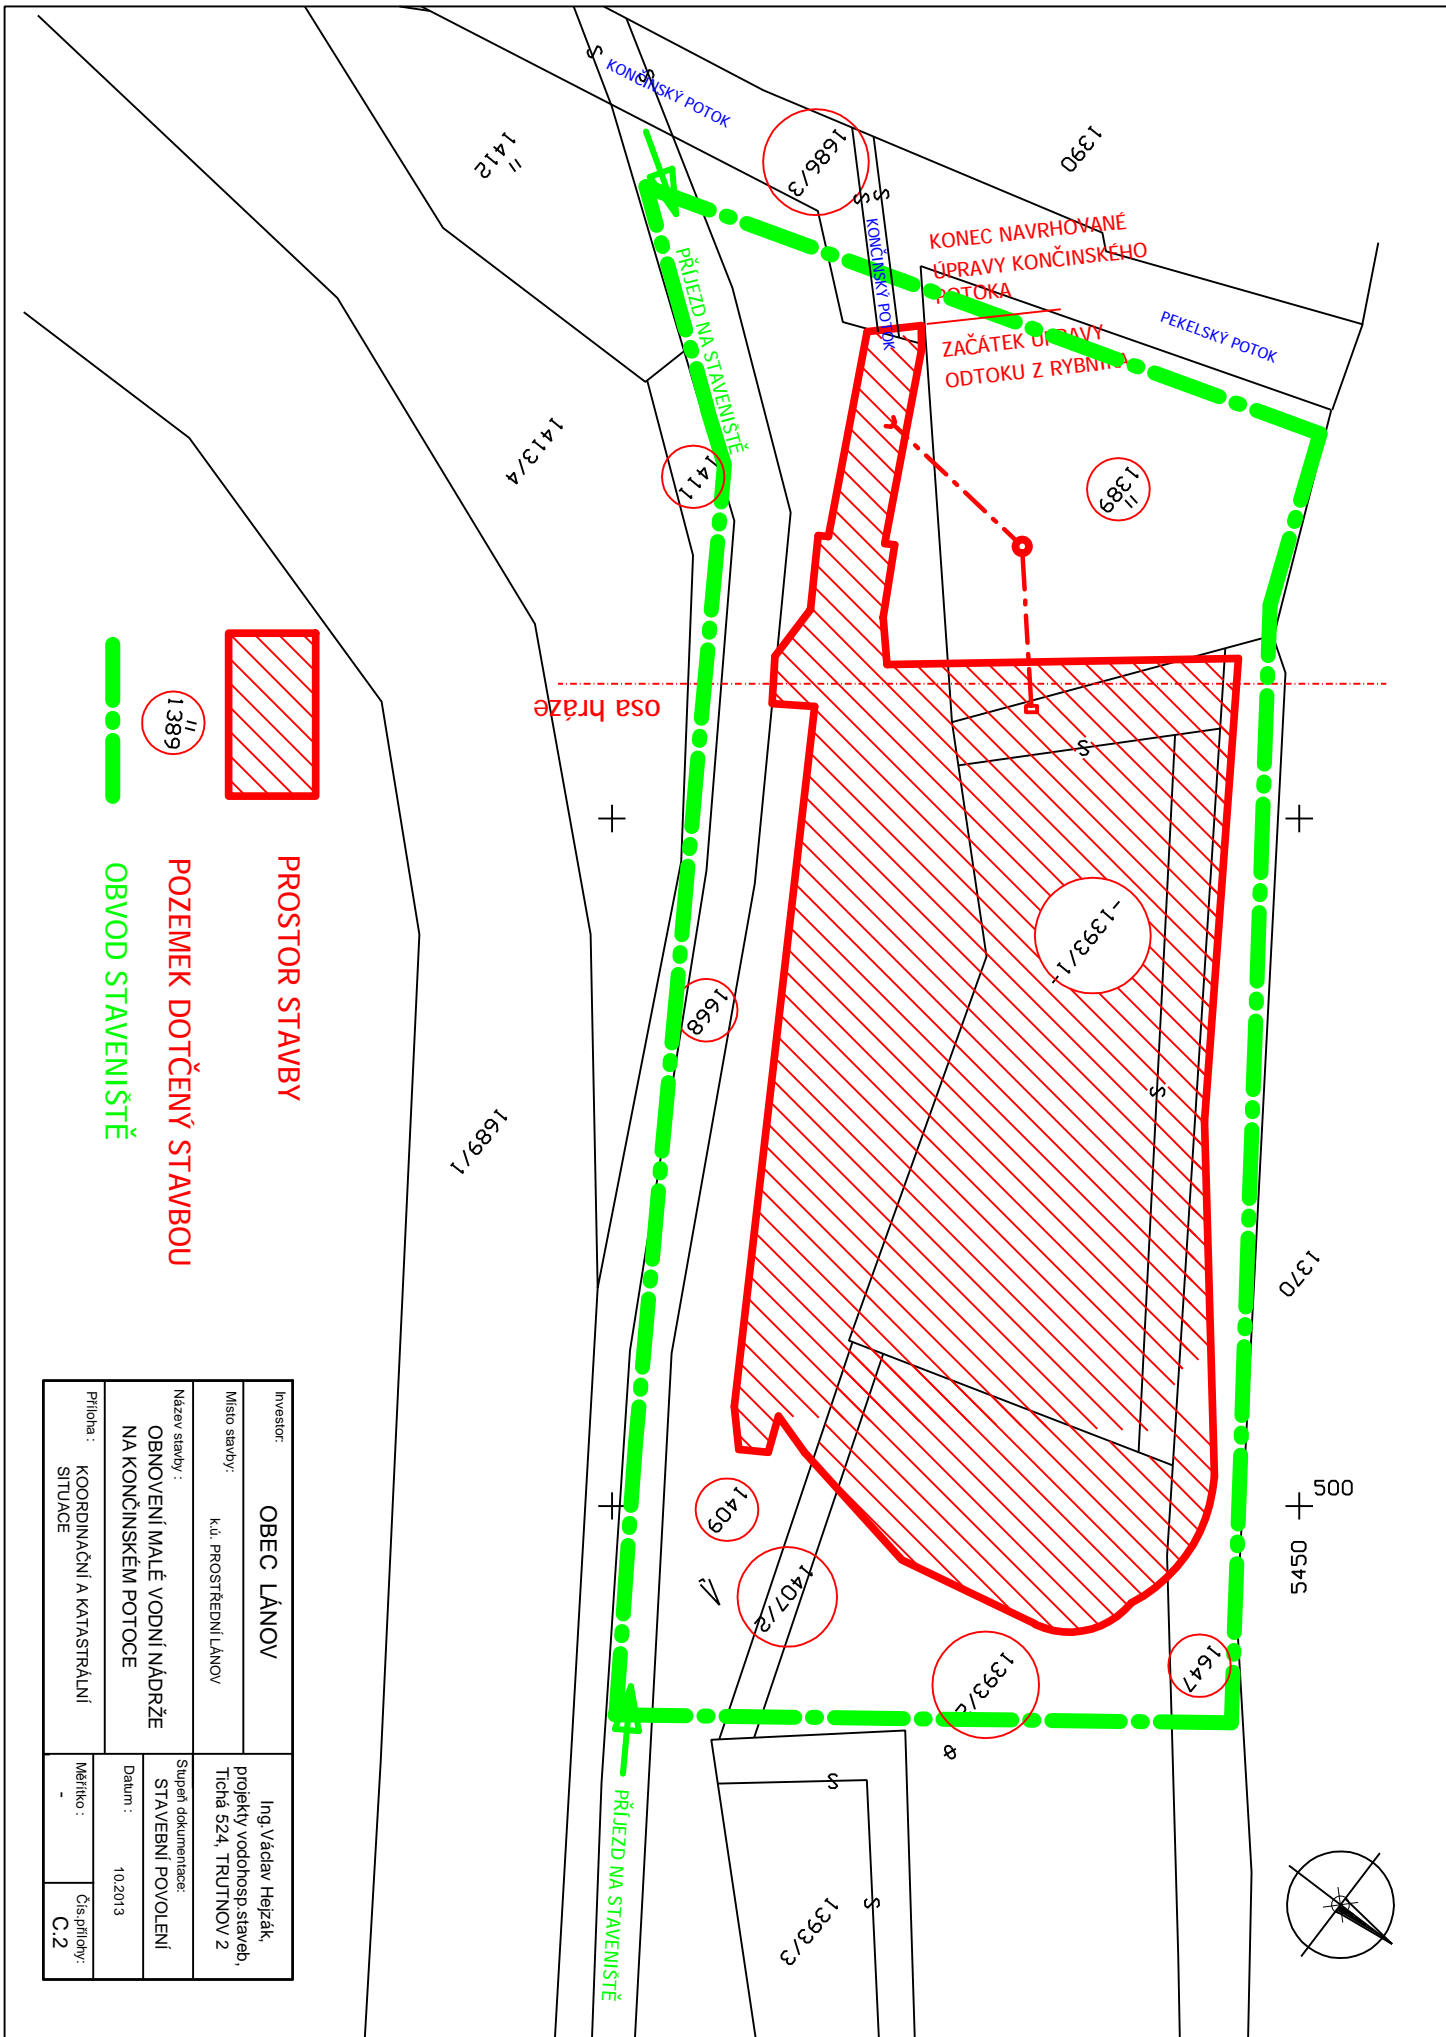 KONČINSKÝ POTOK
1412
1686/3
1390
KONČINSKÝ POTOK
KONEC NAVRHOVANÉ
ÚPRAVY KONČINSKÉHO
POTOKA
ZAČÁTEK ÚPRAVY
ODTOKU Z RYBNÍKA
PEKELSKÝ POTOK
PŘÍJEZD NA STAVENIŠTĚ
1413/4
1411
1389
osa hráze
1393/1
1668
1689/1
1370
500
5450
1409
1407/2
1393/2
1647
PŘÍJEZD NA STAVENIŠTĚ
1393/3
PROSTOR STAVBY
1389
POZEMEK DOTČENÝ STAVBOU
OBVOD STAVENIŠTĚ
Investor:
OBEC LÁNOV
Ing.Václav Hejzák,
projekty vodohosp.staveb,
Tichá 524, TRUTNOV 2
Místo stavby:
k.ú. PROSTŘEDNÍ LÁNOV
Název stavby :
OBNOVENÍ MALÉ VODNÍ NÁDRŽE
NA KONČINSKÉM POTOCE
Stupeň dokumentace:
STAVEBNÍ POVOLENÍ
Datum :
10.2013
Příloha :
KOORDINAČNÍ A KATASTRÁLNÍ
SITUACE
Měřítko :
-
Čís.přílohy:
C.2